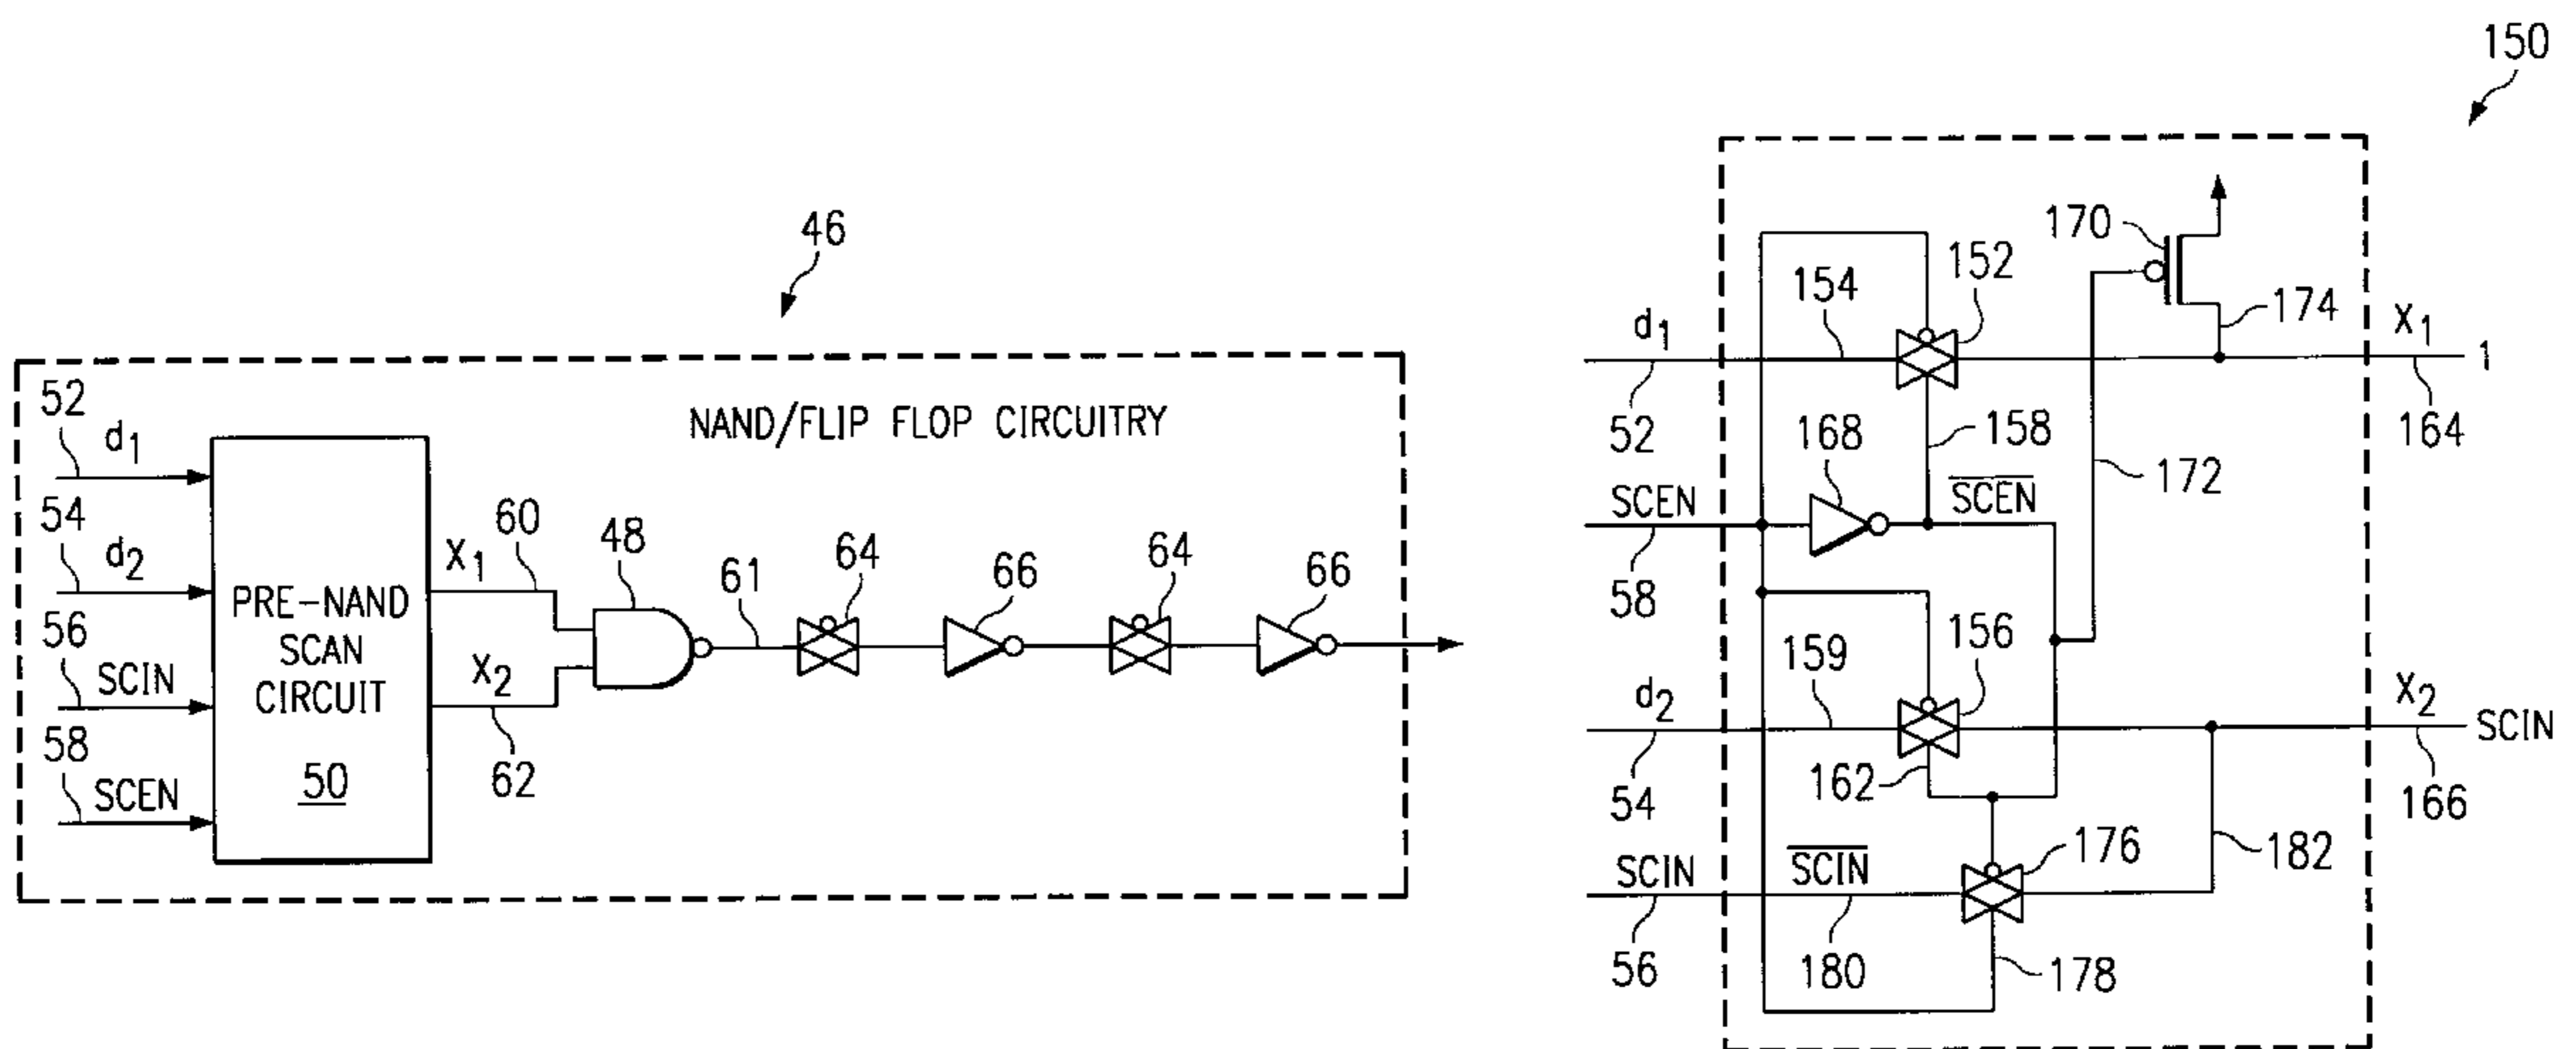 46
NAND/FLIP FLOP CIRCUITRY
52
d1
54
d2
56
SCIN
58
SCEN
PRE-NAND
SCAN
CIRCUIT
50
X1
60
X2
62
48
61
64
66
64
66
150
170
152
154
d1
52
174
X1
1
164
168
158
SCEN
S̅C̅E̅N̅
58
172
159
156
d2
54
162
X2
SCIN
166
SCIN
S̅C̅I̅N̅
176
182
56
180
178